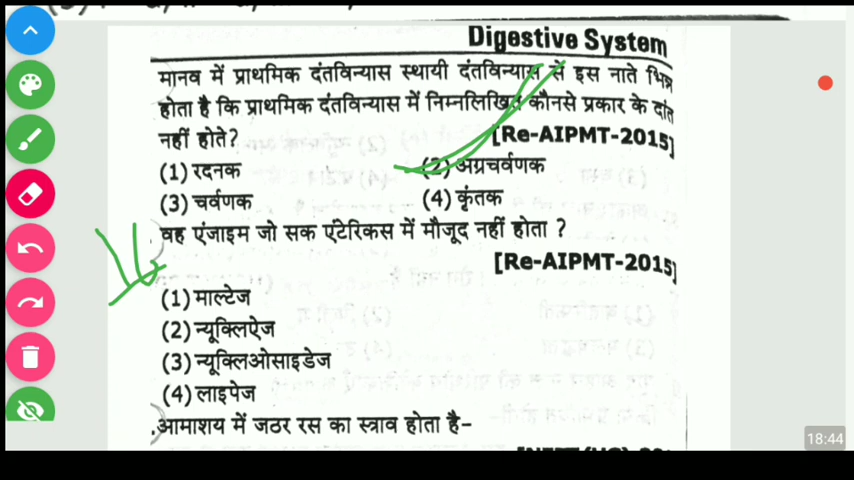 Digestive System
मानव में प्राथमिक दंतविन्यास स्थायी दंतविन्यास से इस नाते भिन्न
होता है कि प्राथमिक दंतविन्यास में निम्नलिखित कौनसे प्रकार के दांत
नहीं होते?
[Re-AIPMT-2015]
(1) रदनक
(2) अग्रचर्वणक
(3) चर्वणक
(4) कृंतक
वह एंजाइम जो सक एंटेरिकस में मौजूद नहीं होता ?
[Re-AIPMT-2015]
(1) माल्टेज
(2) न्यूक्लिऐज
(3) न्यूक्लिओसाइडेज
(4) लाइपेज
आमाशय में जठर रस का स्त्राव होता है-
18:44